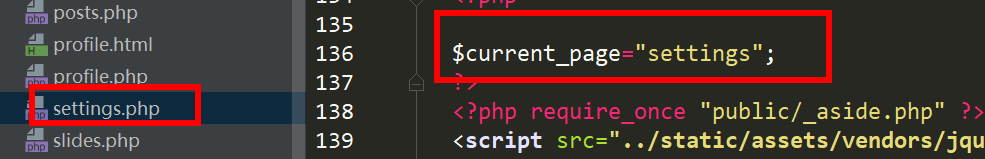 posts.php
profile.html
profile.php
settings.php
slides.php
134 <?php
135
136 $current_page="settings";
137 ?>
138 <?php require_once "public/_aside.php" ?>
139 <script src="../static/assets/vendors/jqu